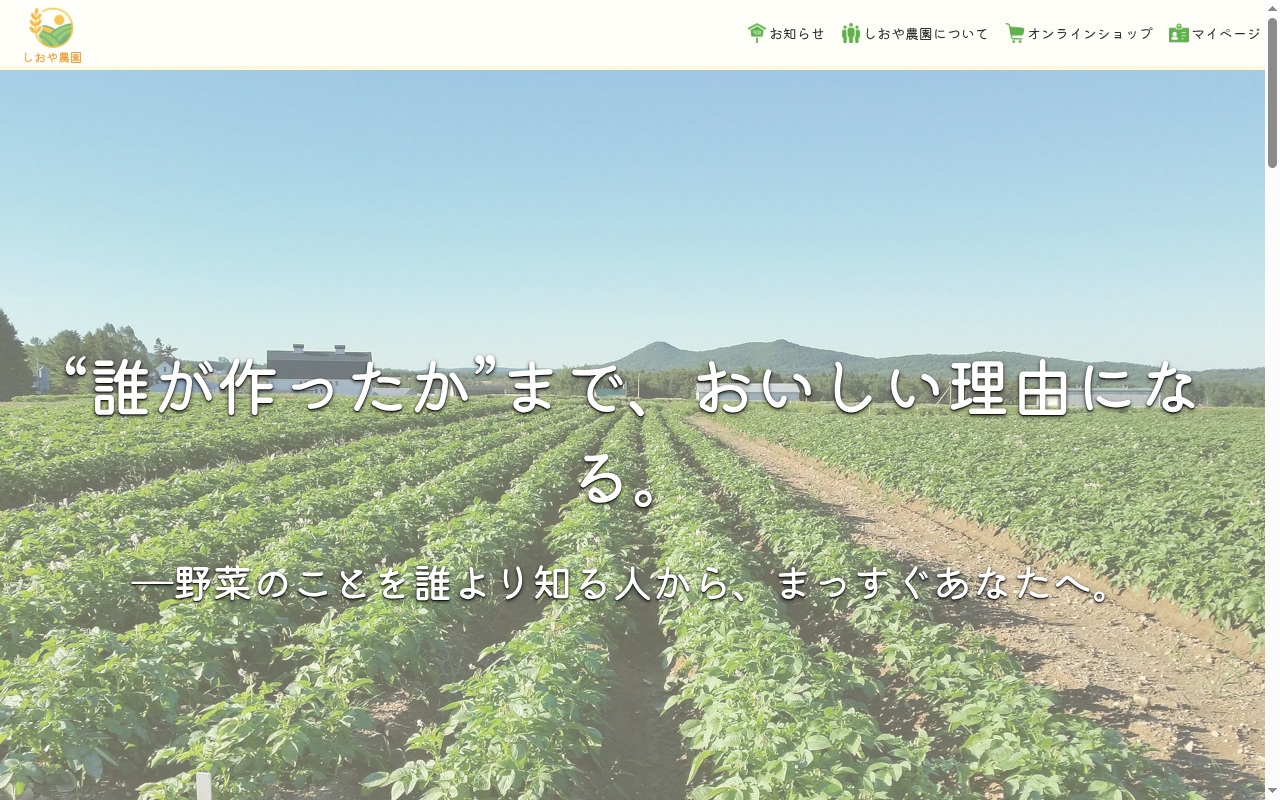 しおや農園
お知らせ
しおや農園について
オンラインショップ
マイページ
“誘が作ったか”まで、おいしい理由にな
る。
―野菜のことを誰より知る人から、まっすぐあなたへ。